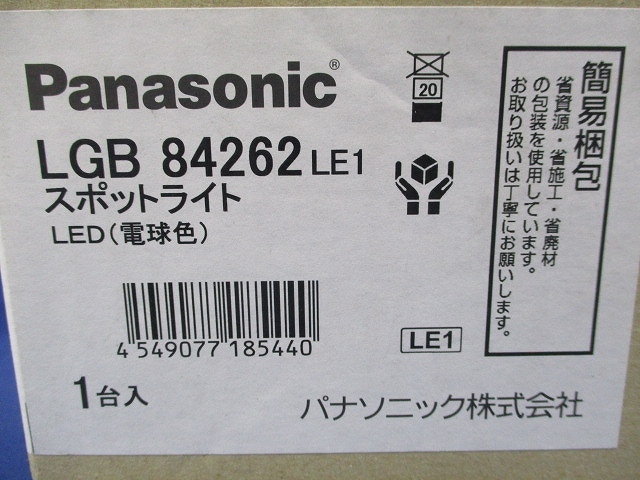 Panasonic®
LGB 84262 LE1
スポットライト
LED(電球色)
4 549077 185440
1台入
20
LE1
パナソニック株式会社
簡易梱包
省資源・省施工・省廃材
の包装を使用しています。
お取り扱いは丁寧にお願いします。